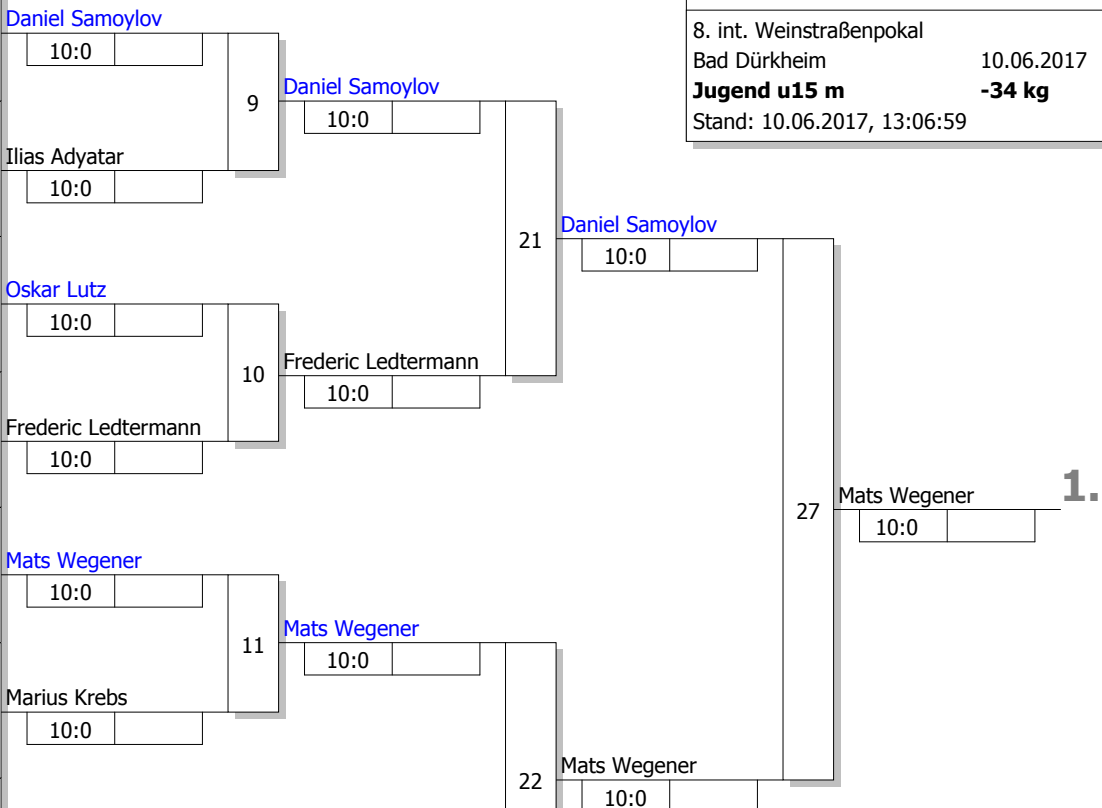 Daniel Samoylov
10:0
9
Ilias Adyatar
10:0
Daniel Samoylov
10:0
8. int. Weinstraßenpokal
Bad Dürkheim 10.06.2017
Jugend u15 m -34 kg
Stand: 10.06.2017, 13:06:59
21
Daniel Samoylov
10:0
Oskar Lutz
10:0
10
Frederic Ledtermann
10:0
Frederic Ledtermann
10:0
27
Mats Wegener 1.
10:0
Mats Wegener
10:0
11
Mats Wegener
10:0
Marius Krebs
10:0
22
Mats Wegener
10:0